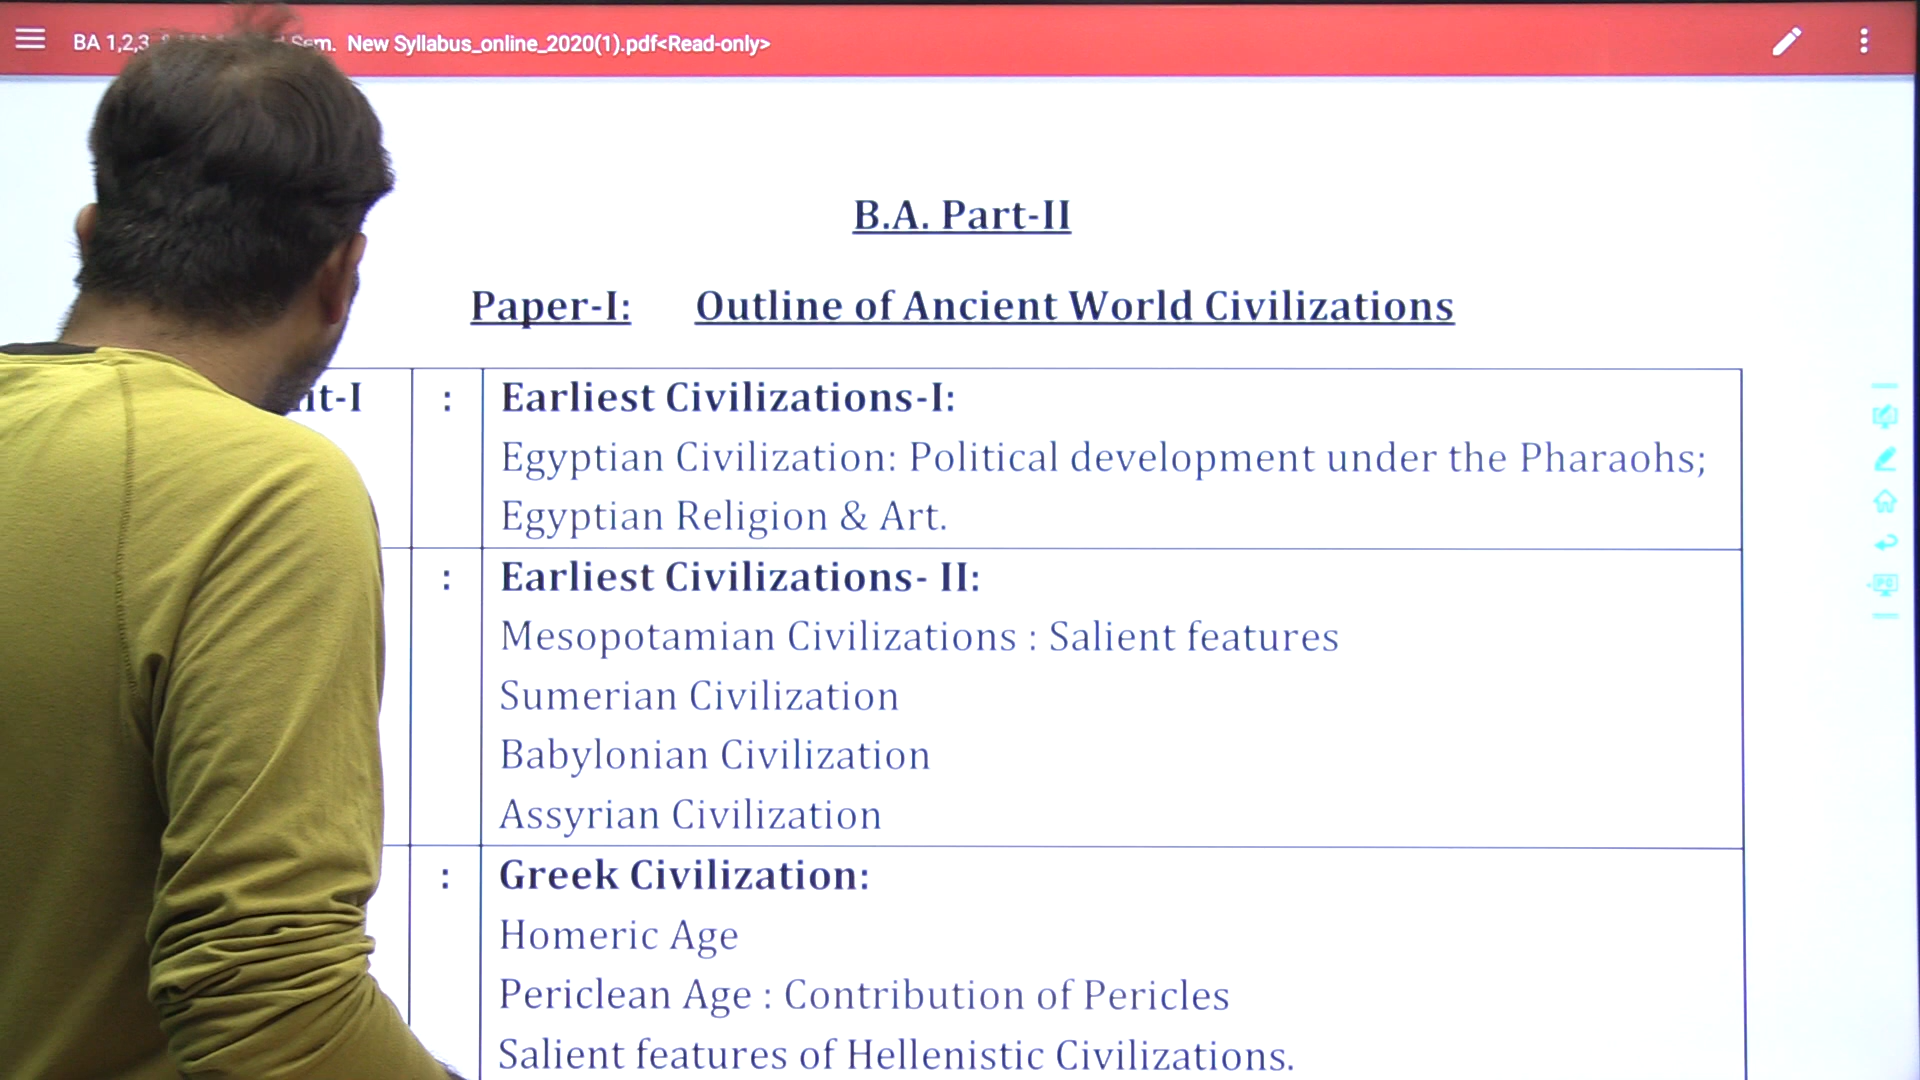 BA 1,2,3 Sem. New Syllabus_online_2020(1).pdf<Read-only>
B.A. Part-II
Paper-I: Outline of Ancient World Civilizations
it-I : Earliest Civilizations-I:
Egyptian Civilization: Political development under the Pharaohs;
Egyptian Religion & Art.
: Earliest Civilizations- II:
Mesopotamian Civilizations : Salient features
Sumerian Civilization
Babylonian Civilization
Assyrian Civilization
: Greek Civilization:
Homeric Age
Periclean Age : Contribution of Pericles
Salient features of Hellenistic Civilizations.